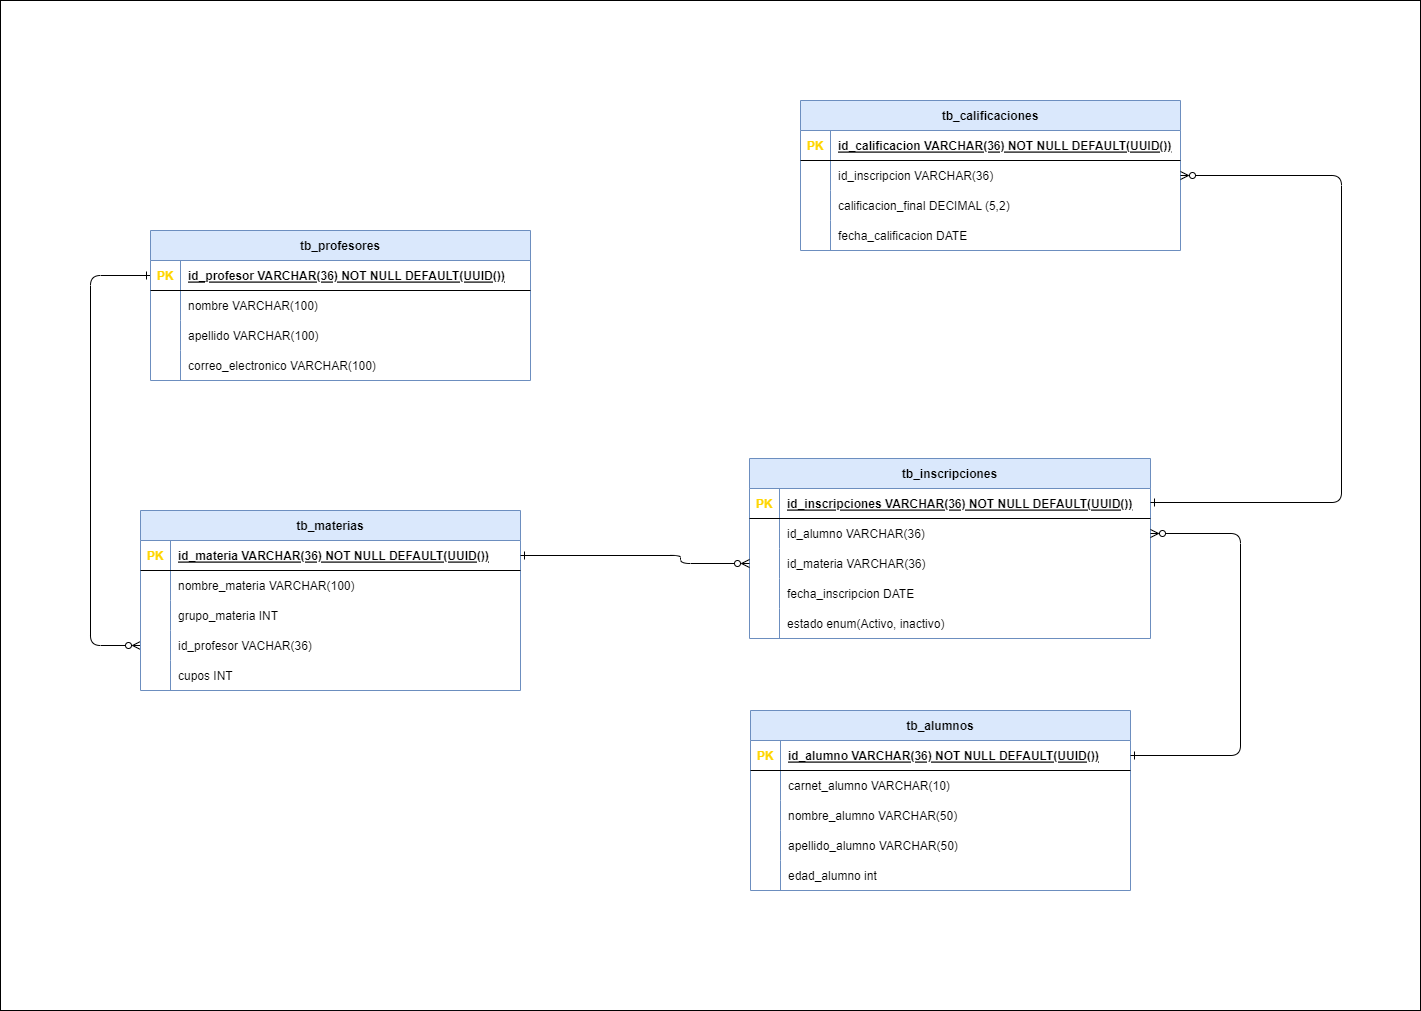 tb_calificaciones
PK id_calificacion VARCHAR(36) NOT NULL DEFAULT(UUID())
id_inscripcion VARCHAR(36)
calificacion_final DECIMAL (5,2)
fecha_calificacion DATE
tb_profesores
PK id_profesor VARCHAR(36) NOT NULL DEFAULT(UUID())
nombre VARCHAR(100)
apellido VARCHAR(100)
correo_electronico VARCHAR(100)
tb_inscripciones
PK id_inscripciones VARCHAR(36) NOT NULL DEFAULT(UUID())
id_alumno VARCHAR(36)
id_materia VARCHAR(36)
fecha_inscripcion DATE
estado enum(Activo, inactivo)
tb_materias
PK id_materia VARCHAR(36) NOT NULL DEFAULT(UUID())
nombre_materia VARCHAR(100)
grupo_materia INT
id_profesor VACHAR(36)
cupos INT
tb_alumnos
PK id_alumno VARCHAR(36) NOT NULL DEFAULT(UUID())
carnet_alumno VARCHAR(10)
nombre_alumno VARCHAR(50)
apellido_alumno VARCHAR(50)
edad_alumno int